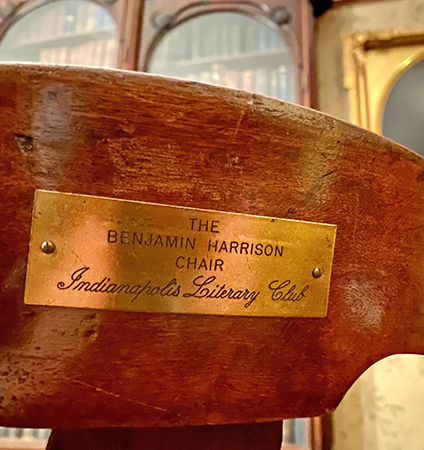 THE
BENJAMIN HARRISON
CHAIR
Indianapolis Literary Club